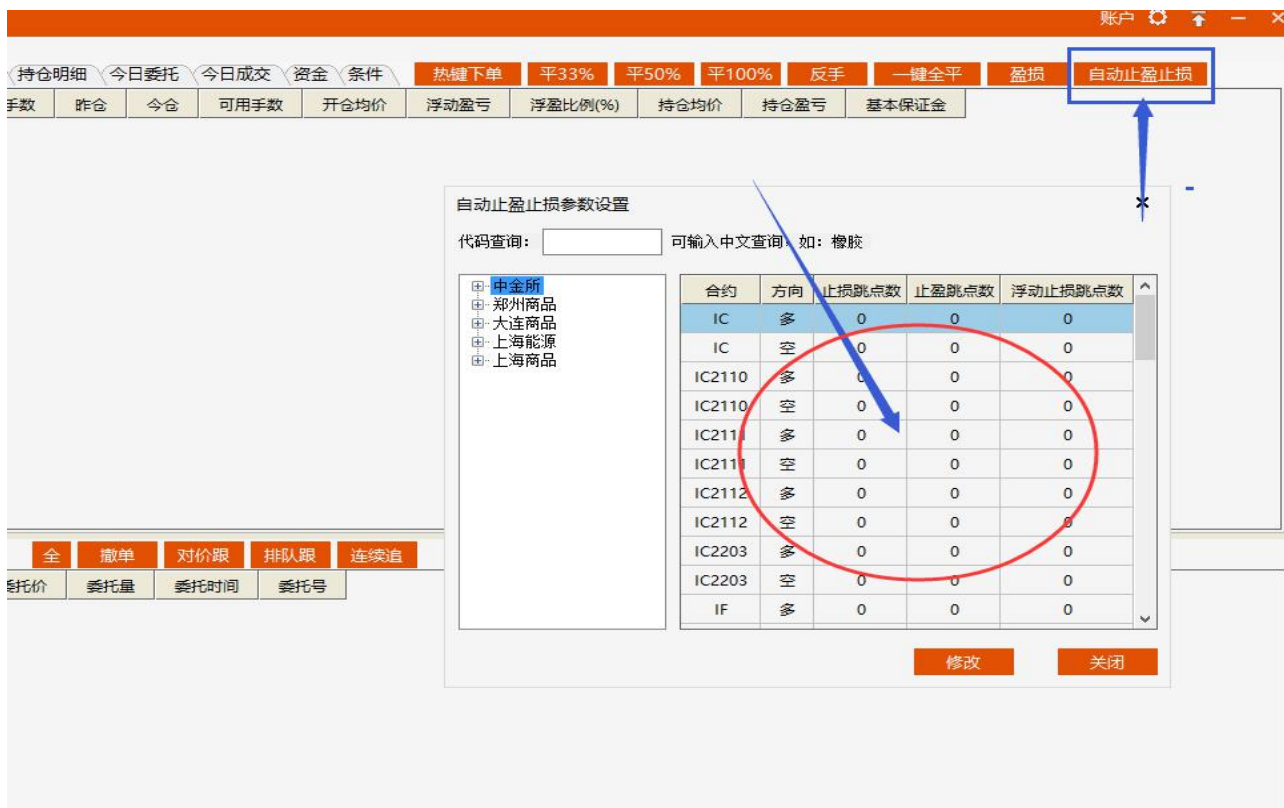 账户
持仓明细 今日委托 今日成交 资金 条件 热键下单 平33% 平50% 平100% 反手 一键全平 盈损 自动止盈止损
手数 昨仓 今仓 可用手数 开仓均价 浮动盈亏 浮盈比例(%) 持仓均价 持仓盈亏 基本保证金
自动止盈止损参数设置
代码查询： 可输入中文查询，如：橡胶
中金所
郑州商品
大连商品
上海能源
上海商品
合约 方向 止损跳点数 止盈跳点数 浮动止损跳点数
IC 多 0 0 0
IC 空 0 0 0
IC2110 多 0 0 0
IC2110 空 0 0 0
IC2111 多 0 0 0
IC2111 空 0 0 0
IC2112 多 0 0 0
IC2112 空 0 0 0
IC2203 多 0 0 0
IC2203 空 0 0 0
IF 多 0 0 0
修改 关闭
全 撤单 对价跟 排队跟 连续追
委托价 委托量 委托时间 委托号